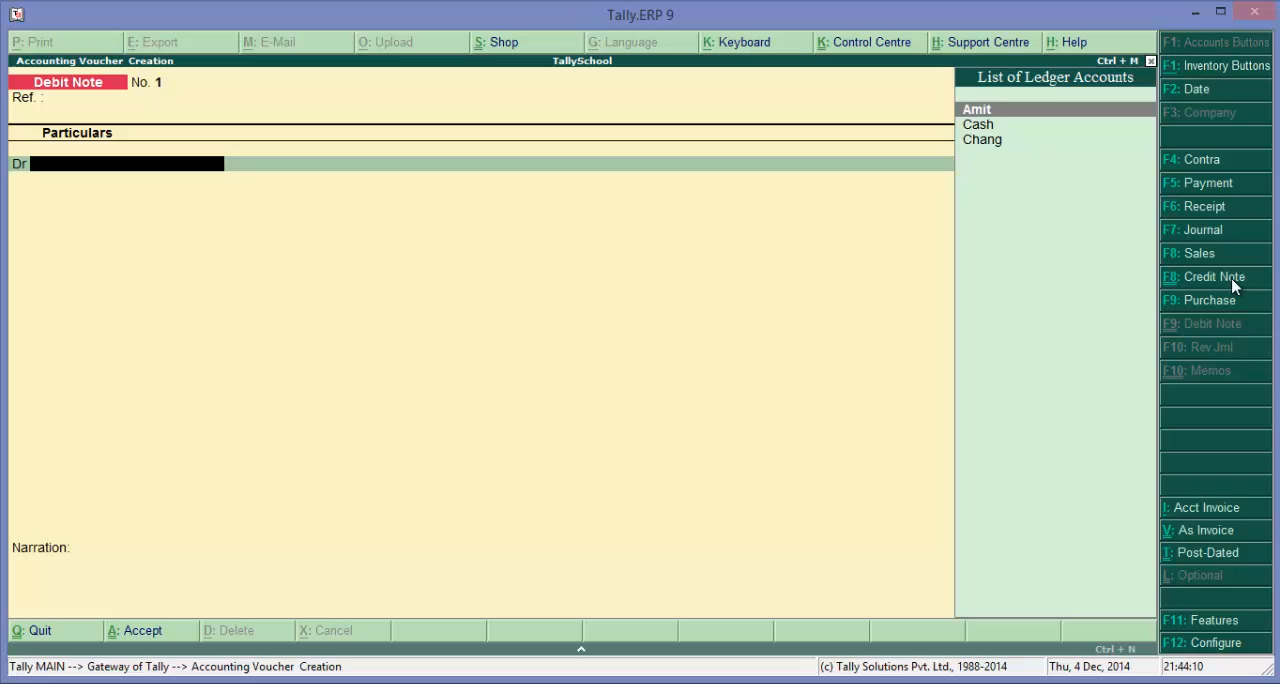 Tally.ERP 9
P: Print E: Export M: E-Mail O: Upload S: Shop G: Language K: Keyboard K: Control Centre H: Support Centre H: Help
Accounting Voucher Creation TallySchool Ctrl + M
Debit Note No. 1
Ref. :
Particulars
Dr
Narration:
List of Ledger Accounts
Amit
Cash
Chang
F1: Accounts Buttons
F1: Inventory Buttons
F2: Date
F3: Company
F4: Contra
F5: Payment
F6: Receipt
F7: Journal
F8: Sales
F8: Credit Note
F9: Purchase
F9: Debit Note
F10: Rev Jrnl
F10: Memos
I: Acct Invoice
V: As Invoice
T: Post-Dated
L: Optional
F11: Features
F12: Configure
Q: Quit A: Accept D: Delete X: Cancel
Ctrl + N
Tally MAIN --> Gateway of Tally --> Accounting Voucher Creation (c) Tally Solutions Pvt. Ltd., 1988-2014 Thu, 4 Dec, 2014 21:44:10